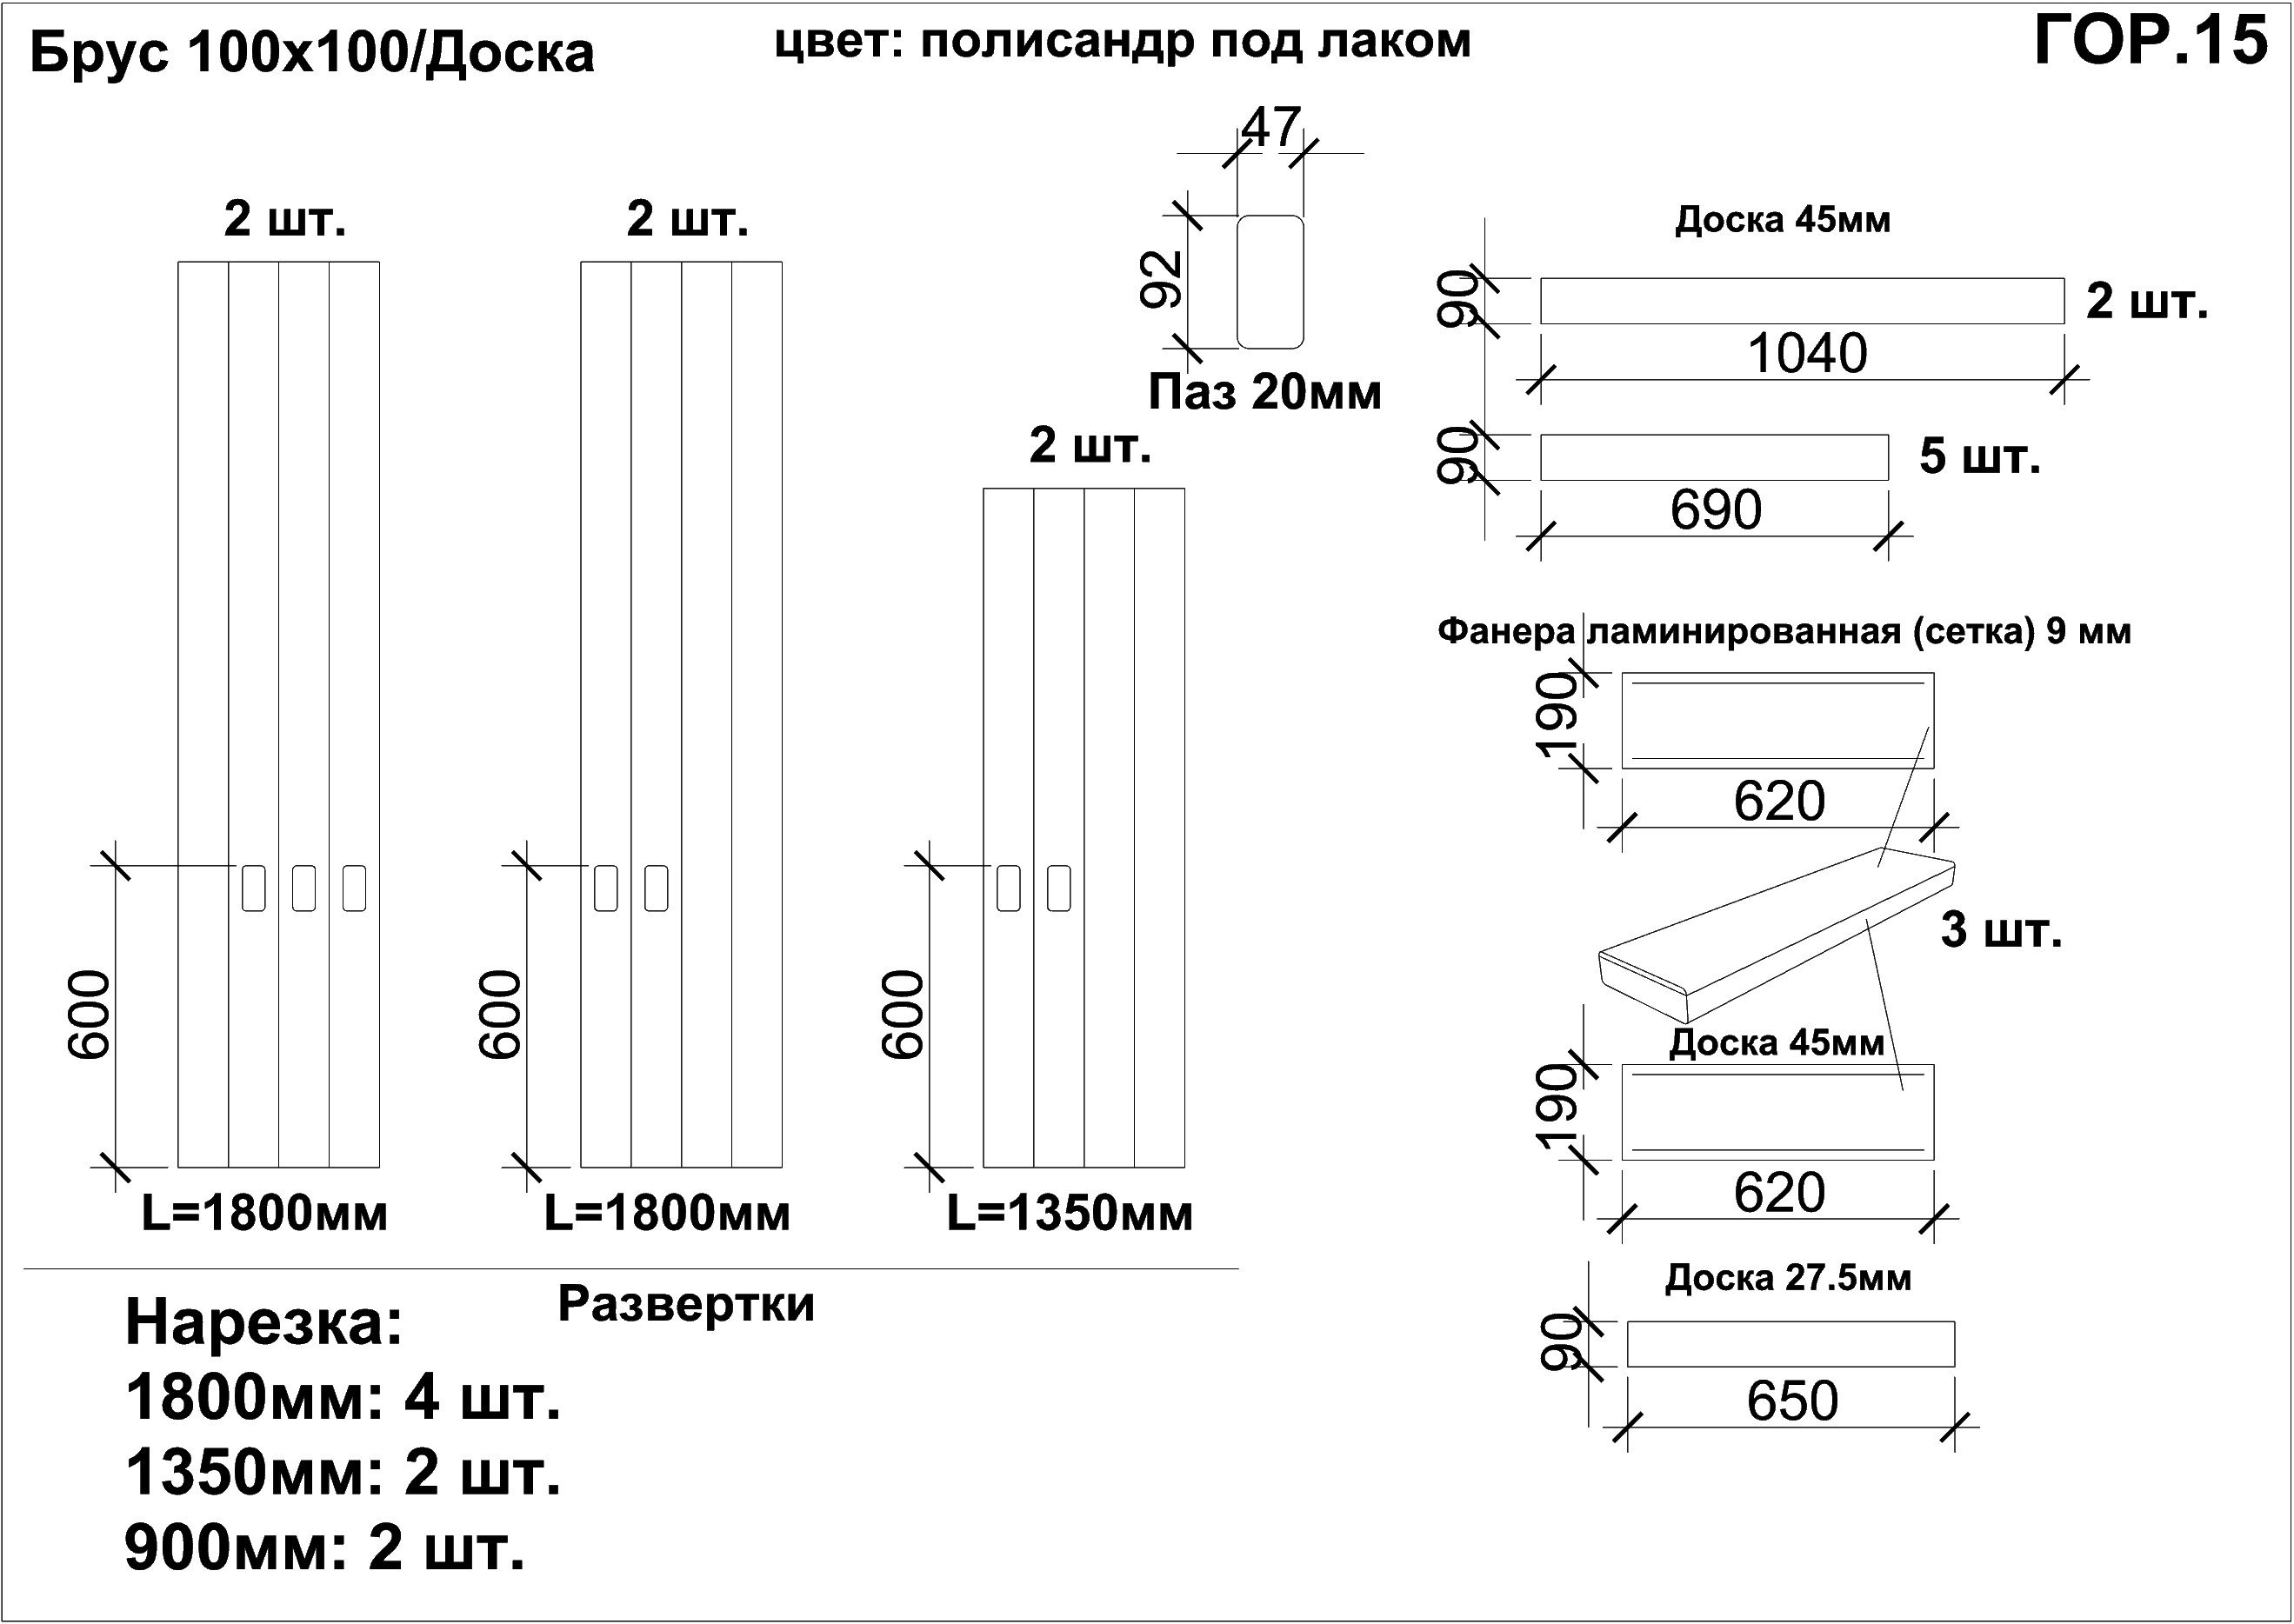 Брус 100х100/Доска
цвет: полисандр под лаком
ГОР.15
47
92
Паз 20мм
2 шт.
2 шт.
2 шт.
600
600
600
L=1800мм
L=1800мм
L=1350мм
Развертки
Нарезка:
1800мм: 4 шт.
1350мм: 2 шт.
900мм: 2 шт.
Доска 45мм
90
2 шт.
1040
90
5 шт.
690
Фанера ламинированная (сетка) 9 мм
190
620
3 шт.
Доска 45мм
190
620
Доска 27.5мм
90
650